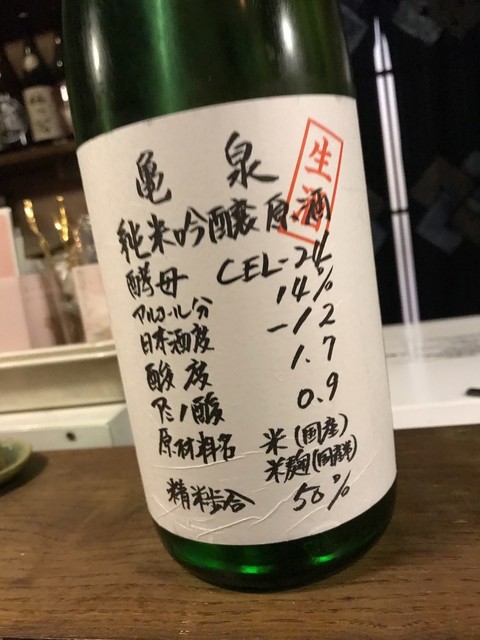 亀泉
生酒
純米吟醸原酒
酵母 CEL-24
アルコール分 14%
日本酒度 -12
酸度 1.7
アミノ酸 0.9
原材料名 米(国産)
米麹(国産米)
精米歩合 50%